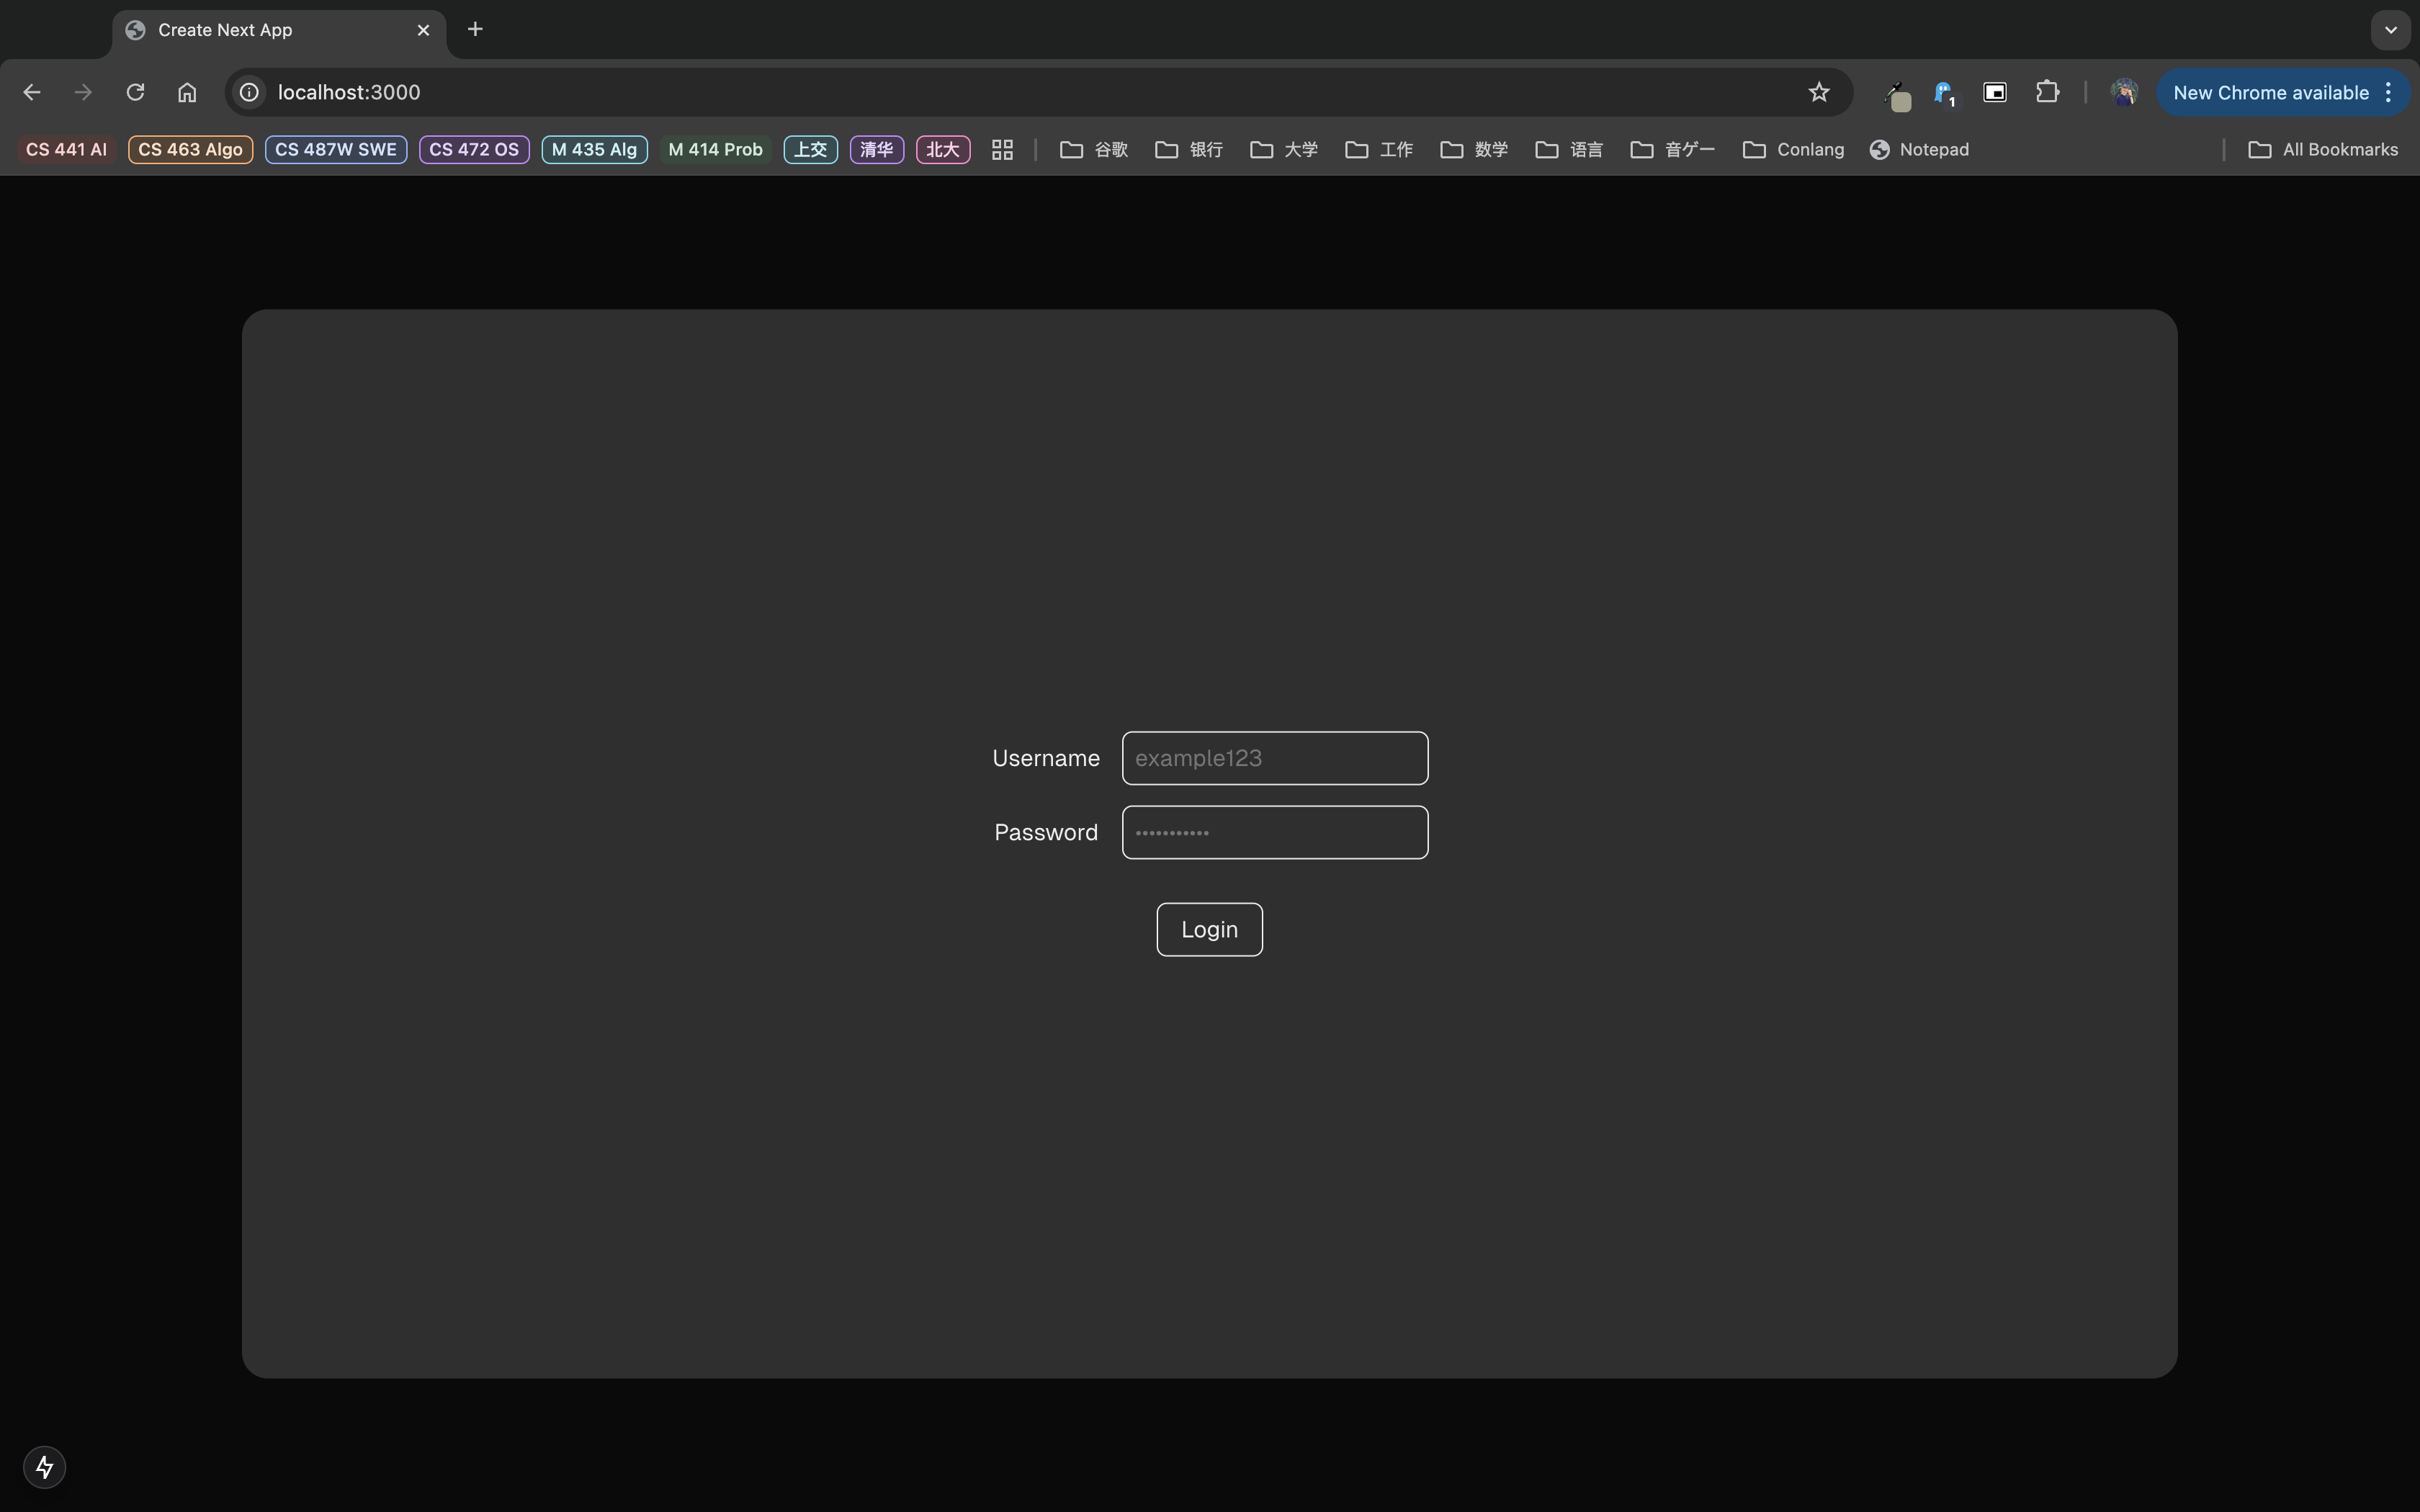 Create Next App
localhost:3000
1
New Chrome available
CS 441 AI CS 463 Algo CS 487W SWE CS 472 OS M 435 Alg M 414 Prob 上交 清华 北大 谷歌 银行 大学 工作 数学 语言 音ゲー Conlang Notepad All Bookmarks
Username example123
Password •••••••••••
Login